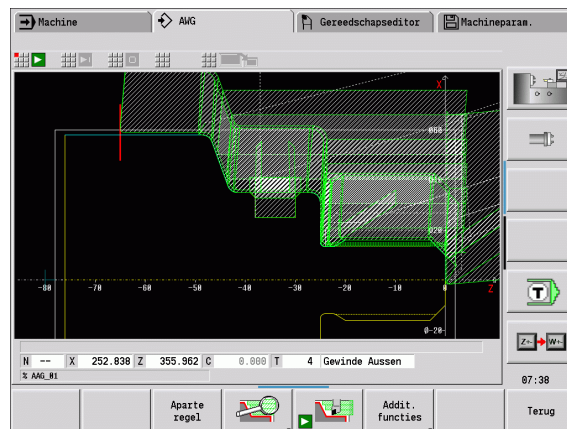 Machine AWG Gereedschapseditor Machineparam.
X
Ø60
Ø20
-80 -70 -60 -50 -40 -30 -20 -10 0 Z
Ø-20
T
Z+- W+-
N -- X 252.838 Z 355.962 C 0.000 T 4 Gewinde Aussen
% AAG_01
07:38
Aparte regel Addit. functies Terug